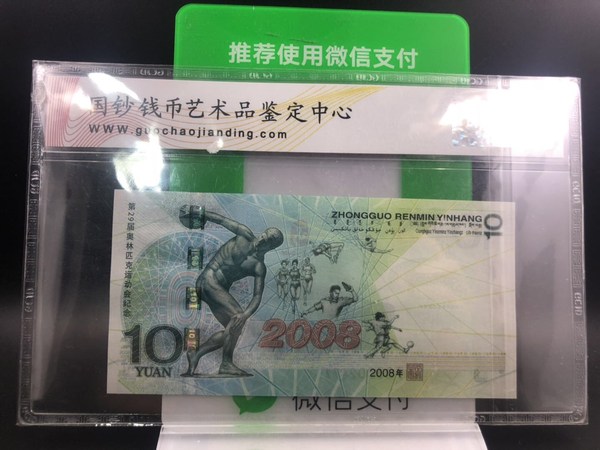 推荐使用微信支付
国钞钱币艺术品鉴定中心
www.guochaojianding.com
第29届奥林匹克运动会纪念
ZHONGGUO RENMIN YINHANG
10
2008
10
YUAN
2008年
微信支付